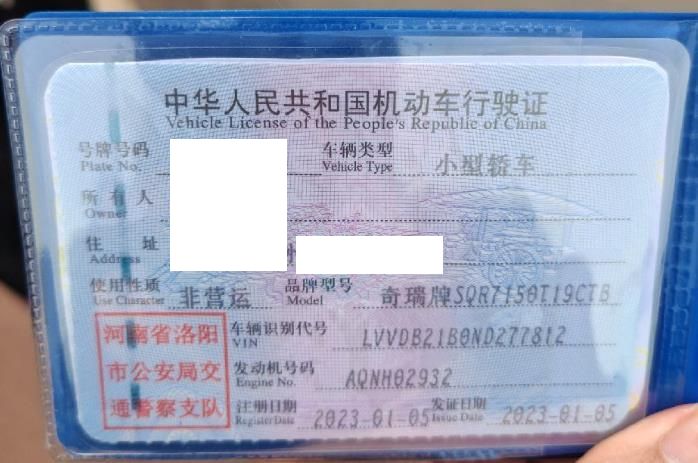 中华人民共和国机动车行驶证
Vehicle License of the People's Republic of China
号牌号码 车辆类型 小型轿车
Plate No. Vehicle Type
所有人
Owner
住址
Address
使用性质 非营运 品牌型号 奇瑞牌SQR7150T19CTB
Use Character Model
河南省洛阳 车辆识别代号 LVVDB21B0ND277812
VIN
市公安局交 发动机号码 AQNH02932
Engine No.
通警察支队 注册日期 2023-01-05 发证日期 2023-01-05
Register Date Issue Date